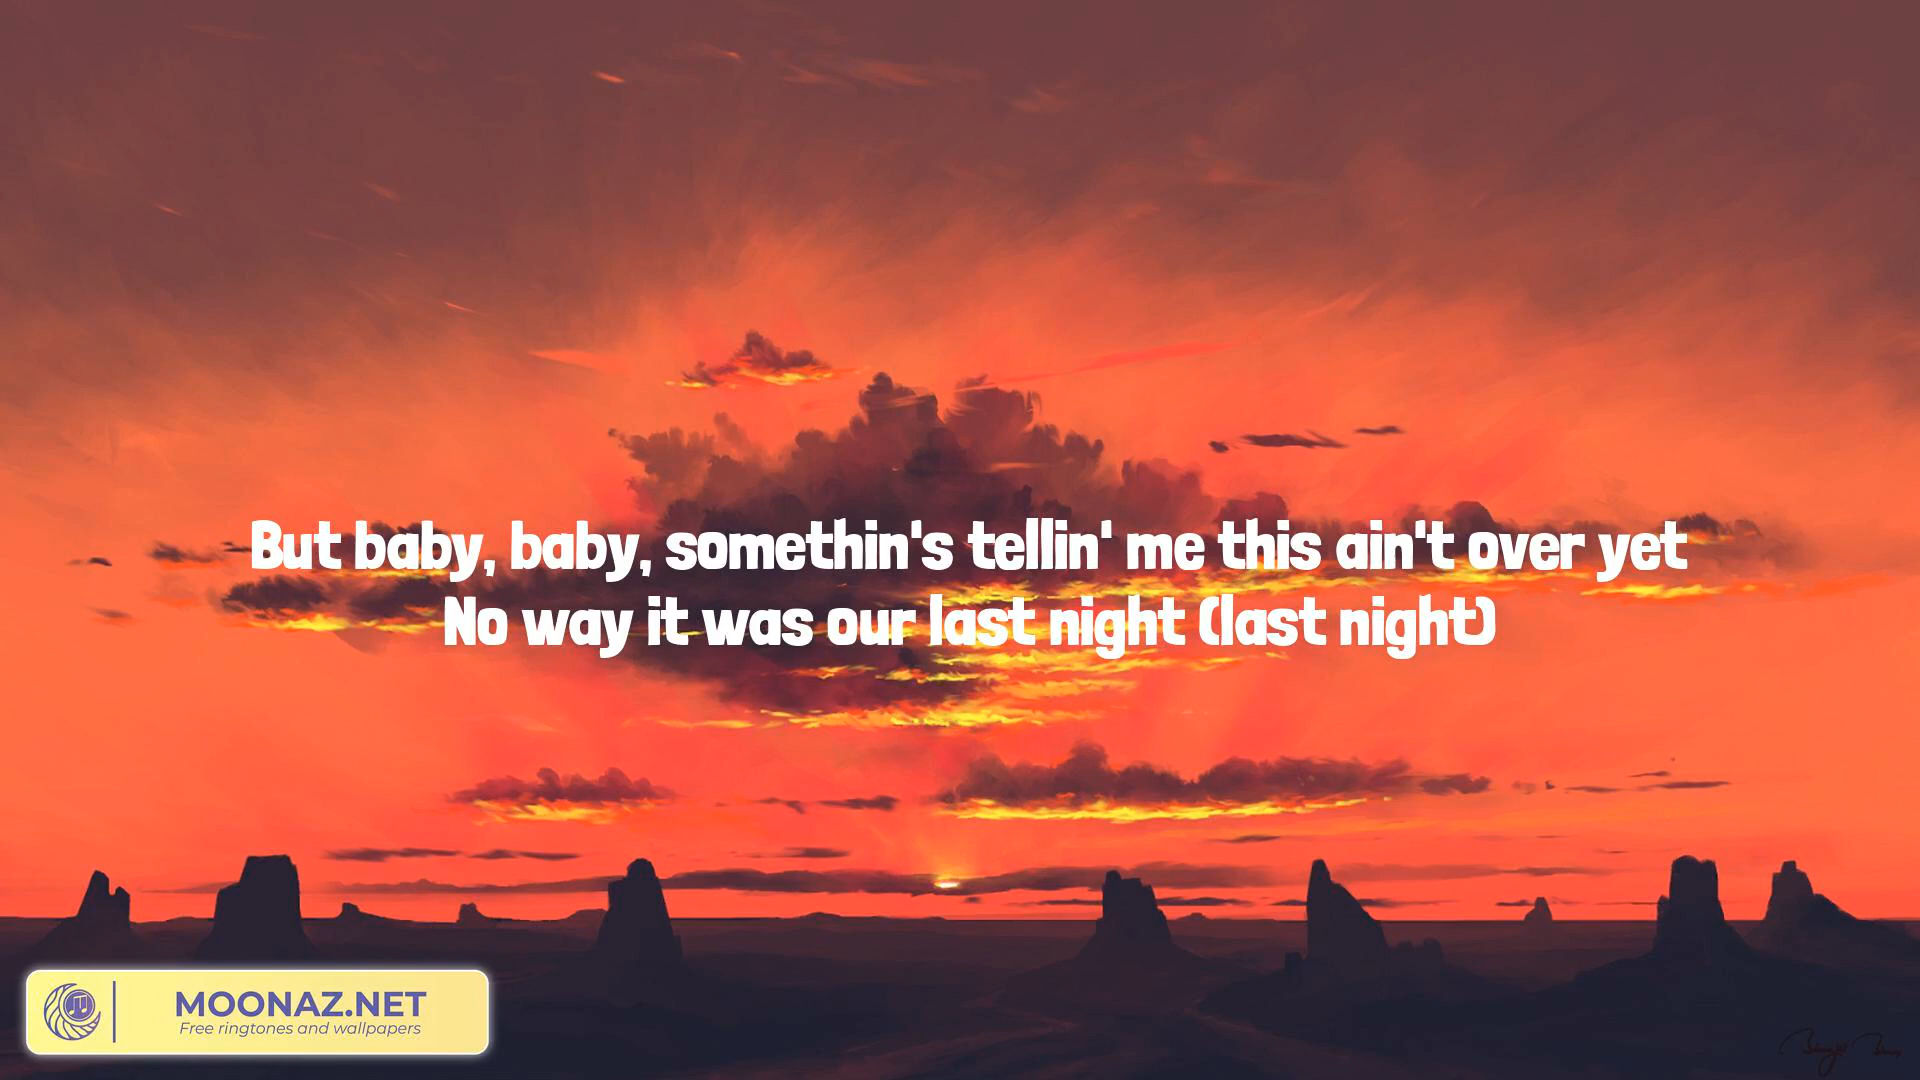 But baby, baby, somethin's tellin' me this ain't over yet
No way it was our last night (last night)
MOONAZ.NET
Free ringtones and wallpapers